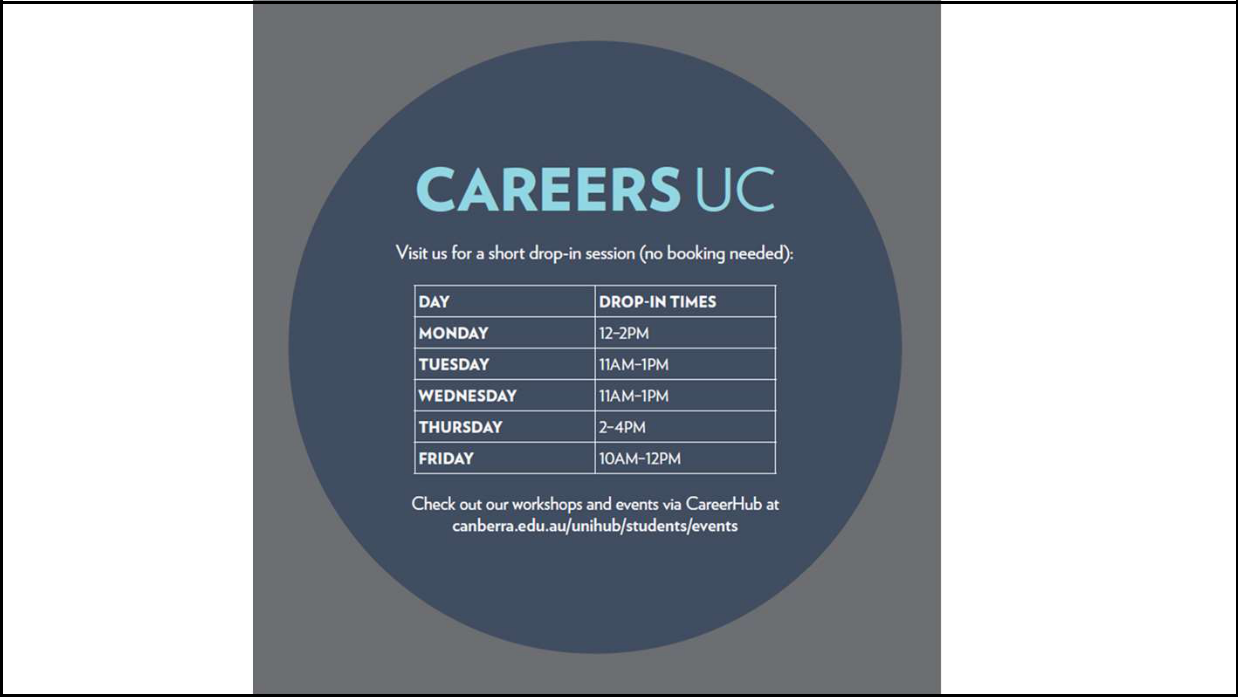 CAREERS UC
Visit us for a short drop-in session (no booking needed):
DAY DROP-IN TIMES
MONDAY 12–2PM
TUESDAY 11AM–1PM
WEDNESDAY 11AM–1PM
THURSDAY 2–4PM
FRIDAY 10AM–12PM
Check out our workshops and events via CareerHub at
canberra.edu.au/unihub/students/events